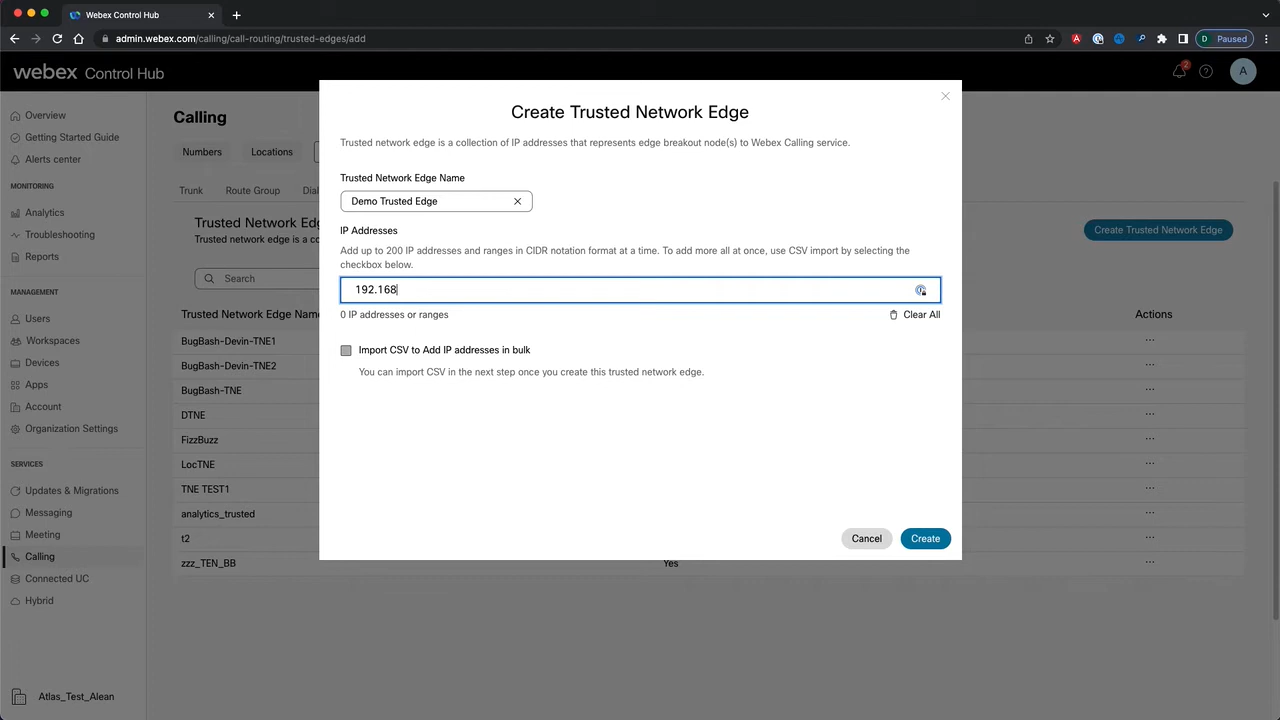 Webex Control Hub
admin.webex.com/calling/call-routing/trusted-edges/add
D
Paused
webex Control Hub
2
A
Overview
Getting Started Guide
Alerts center
MONITORING
Analytics
Troubleshooting
Reports
MANAGEMENT
Users
Workspaces
Devices
Apps
Account
Organization Settings
SERVICES
Updates & Migrations
Messaging
Meeting
Calling
Connected UC
Hybrid
Atlas_Test_Alean
Calling
Numbers
Locations
Trunk
Route Group
Dial
Trusted Network Ed
Trusted network edge is a co
Create Trusted Network Edge
Search
Trusted Network Edge Name
Actions
BugBash-Devin-TNE1
BugBash-Devin-TNE2
BugBash-TNE
DTNE
FizzBuzz
LocTNE
TNE TEST1
analytics_trusted
t2
zzz_TEN_BB
Yes
Create Trusted Network Edge
Trusted network edge is a collection of IP addresses that represents edge breakout node(s) to Webex Calling service.
Trusted Network Edge Name
Demo Trusted Edge
IP Addresses
Add up to 200 IP addresses and ranges in CIDR notation format at a time. To add more all at once, use CSV import by selecting the
checkbox below.
192.168
0 IP addresses or ranges
Clear All
Import CSV to Add IP addresses in bulk
You can import CSV in the next step once you create this trusted network edge.
Cancel
Create